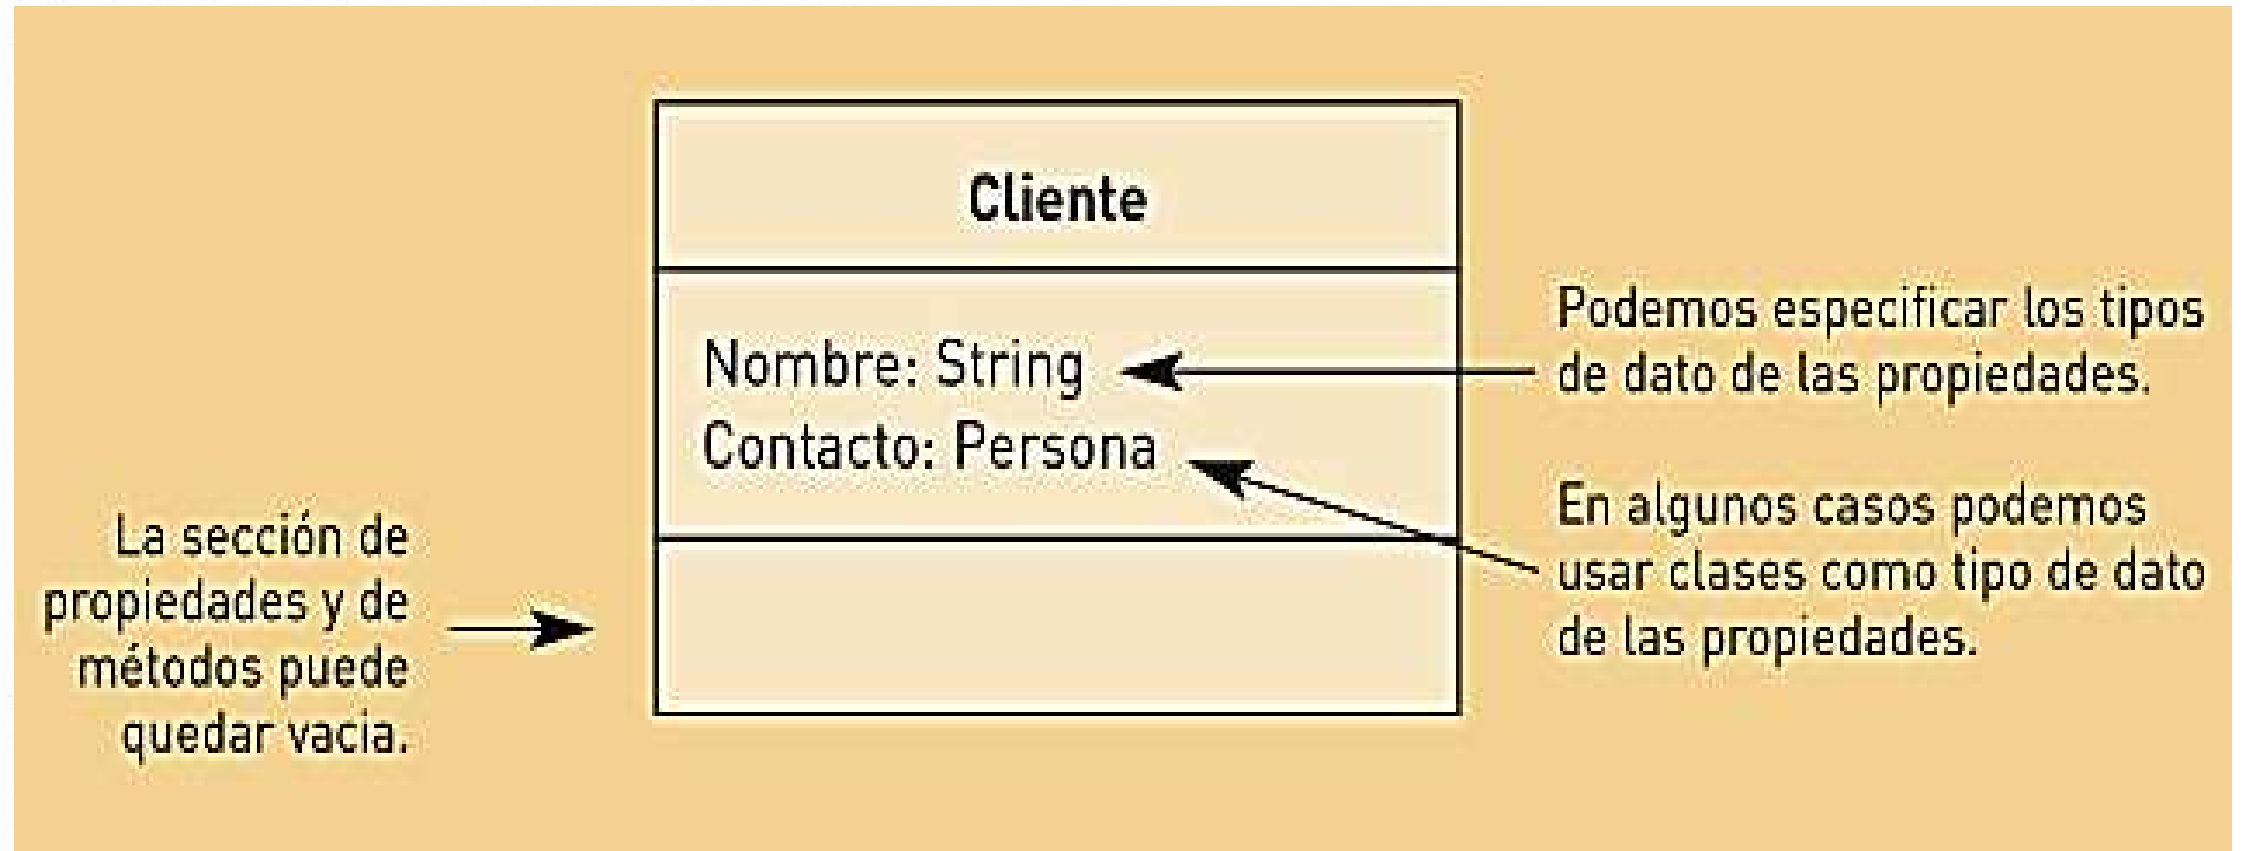 Cliente
Nombre: String
Contacto: Persona
Podemos especificar los tipos
de dato de las propiedades.
En algunos casos podemos
usar clases como tipo de dato
de las propiedades.
La sección de
propiedades y de
métodos puede
quedar vacia.